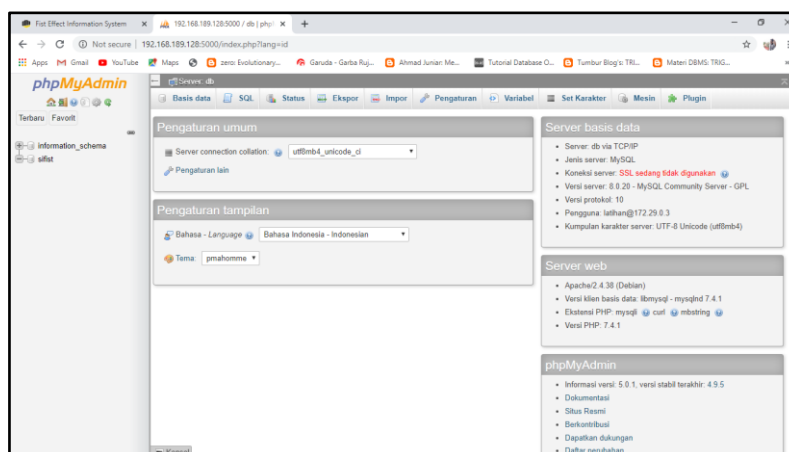 Fist Effect Information System
192.168.189.128:5000 / db | php
Not secure | 192.168.189.128:5000/index.php?lang=id
Apps
Gmail
YouTube
Maps
zero: Evolutionary...
Garuda - Garba Ruj...
Ahmad Juniar: Me...
Tutorial Database O...
Tumbur Blog's: TRI...
Materi DBMS: TRIG...
phpMyAdmin
Terbaru Favorit
information_schema
sifist
Server: db
Basis data
SQL
Status
Ekspor
Impor
Pengaturan
Variabel
Set Karakter
Mesin
Plugin
Pengaturan umum
Server connection collation: utf8mb4_unicode_ci
Pengaturan lain
Pengaturan tampilan
Bahasa - Language Bahasa Indonesia - Indonesian
Tema: pmahomme
Server basis data
Server: db via TCP/IP
Jenis server: MySQL
Koneksi server: SSL sedang tidak digunakan
Versi server: 8.0.20 - MySQL Community Server - GPL
Versi protokol: 10
Pengguna: latihan@172.29.0.3
Kumpulan karakter server: UTF-8 Unicode (utf8mb4)
Server web
Apache/2.4.38 (Debian)
Versi klien basis data: libmysql - mysqlnd 7.4.1
Ekstensi PHP: mysqli curl mbstring
Versi PHP: 7.4.1
phpMyAdmin
Informasi versi: 5.0.1, versi stabil terakhir: 4.9.5
Dokumentasi
Situs Resmi
Berkontribusi
Dapatkan dukungan
Daftar perubahan
Konsol